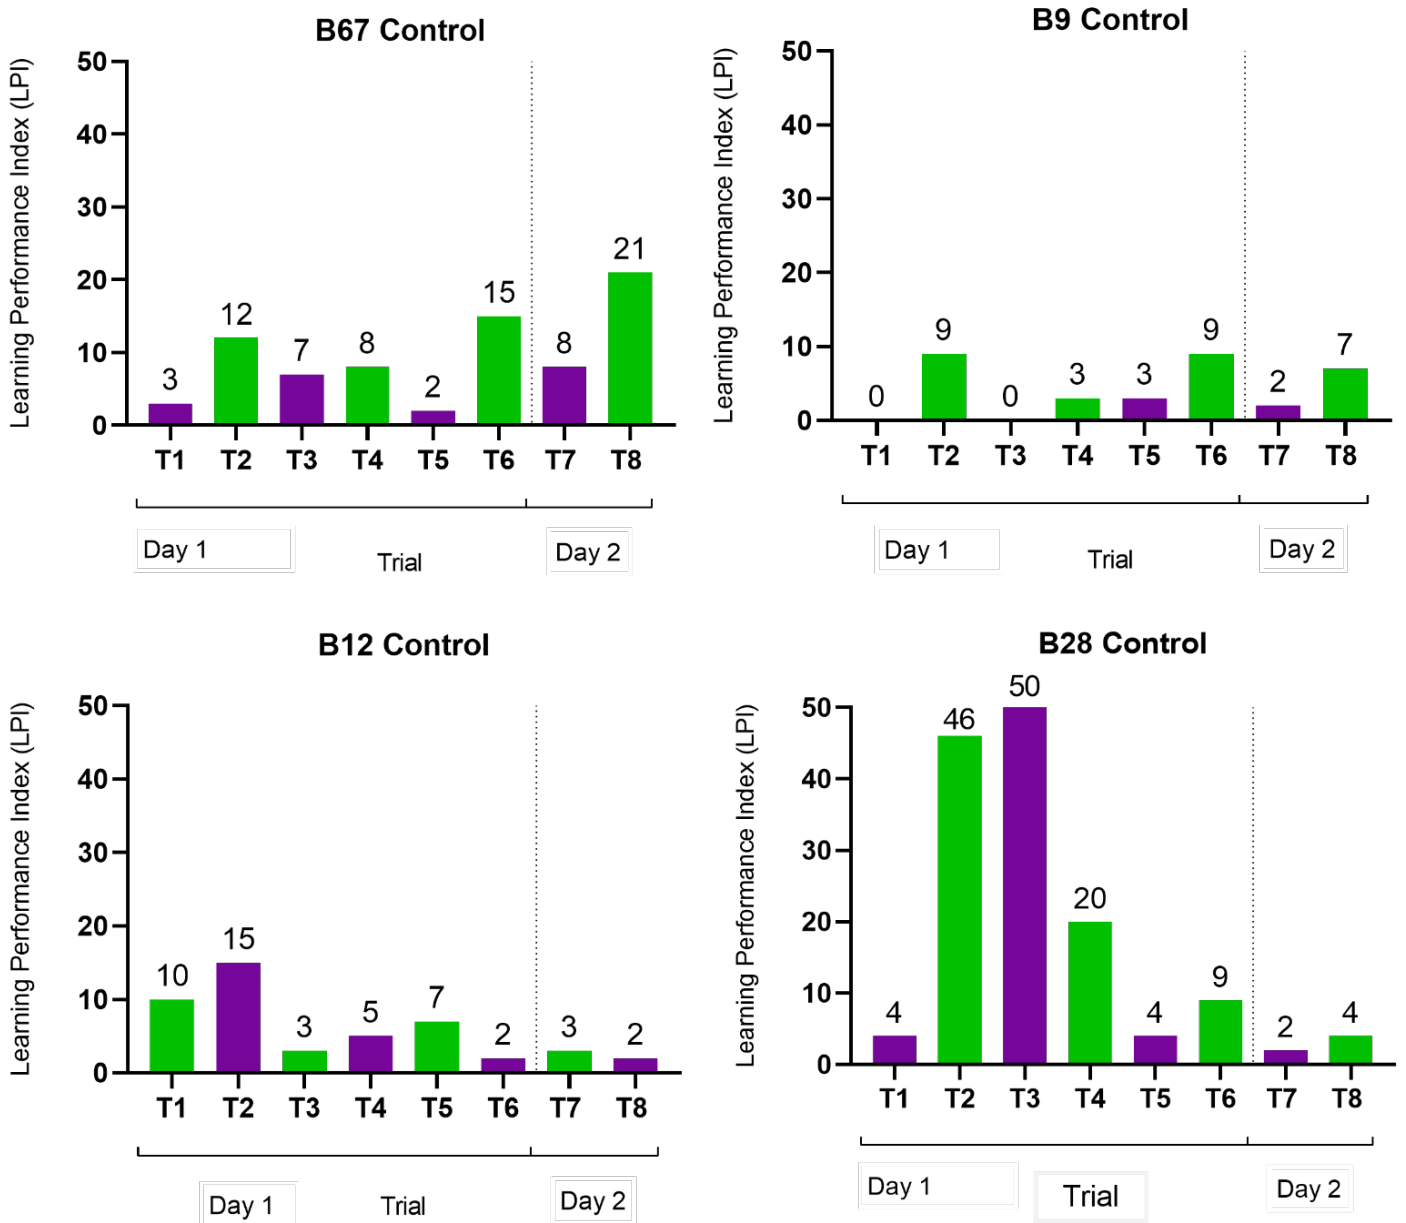 B67 Control
Learning Performance Index (LPI)
50
40
30
20
10
0
3
12
7
8
2
15
8
21
T1 T2 T3 T4 T5 T6 T7 T8
Day 1
Trial
Day 2
B9 Control
Learning Performance Index (LPI)
50
40
30
20
10
0
0
9
0
3
3
9
2
7
T1 T2 T3 T4 T5 T6 T7 T8
Day 1
Trial
Day 2
B12 Control
Learning Performance Index (LPI)
50
40
30
20
10
0
10
15
3
5
7
2
3
2
T1 T2 T3 T4 T5 T6 T7 T8
Day 1
Trial
Day 2
B28 Control
Learning Performance Index (LPI)
50
40
30
20
10
0
4
46
50
20
4
9
2
4
T1 T2 T3 T4 T5 T6 T7 T8
Day 1
Trial
Day 2